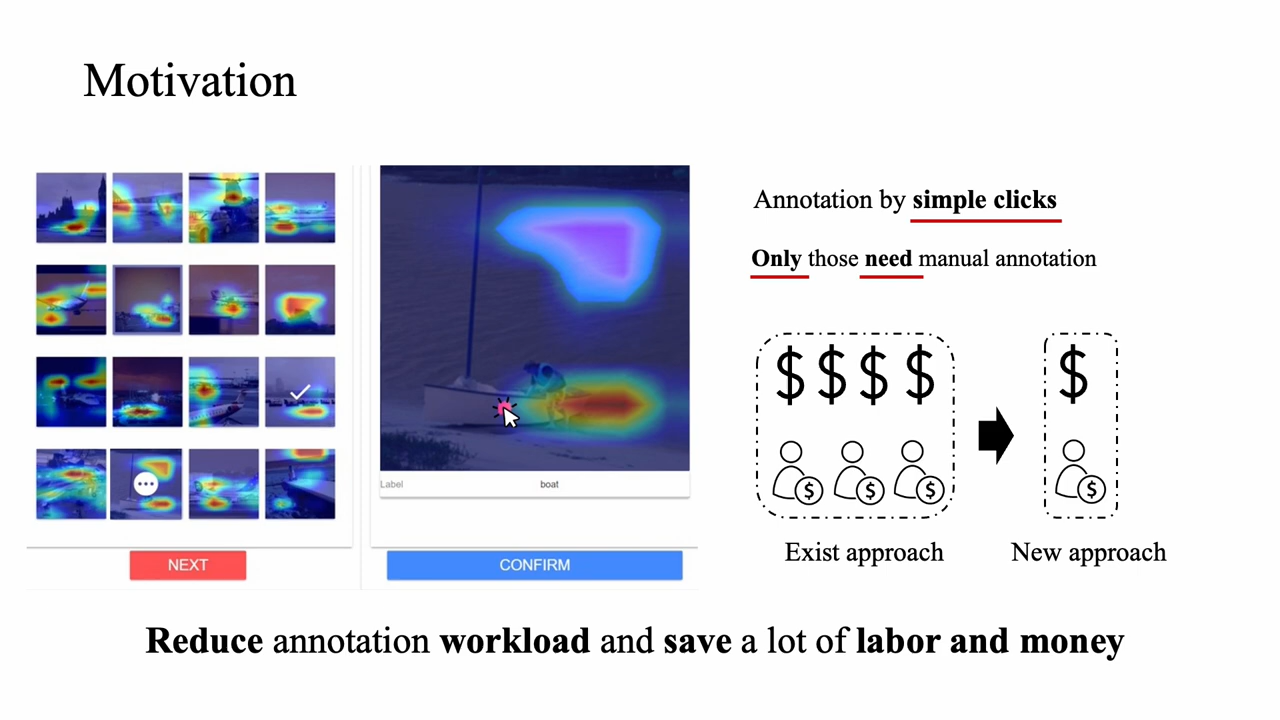 Motivation
Annotation by simple clicks
Only those need manual annotation
$ $ $ $
$
$ $ $
$
Label boat
Exist approach
New approach
NEXT
CONFIRM
Reduce annotation workload and save a lot of labor and money